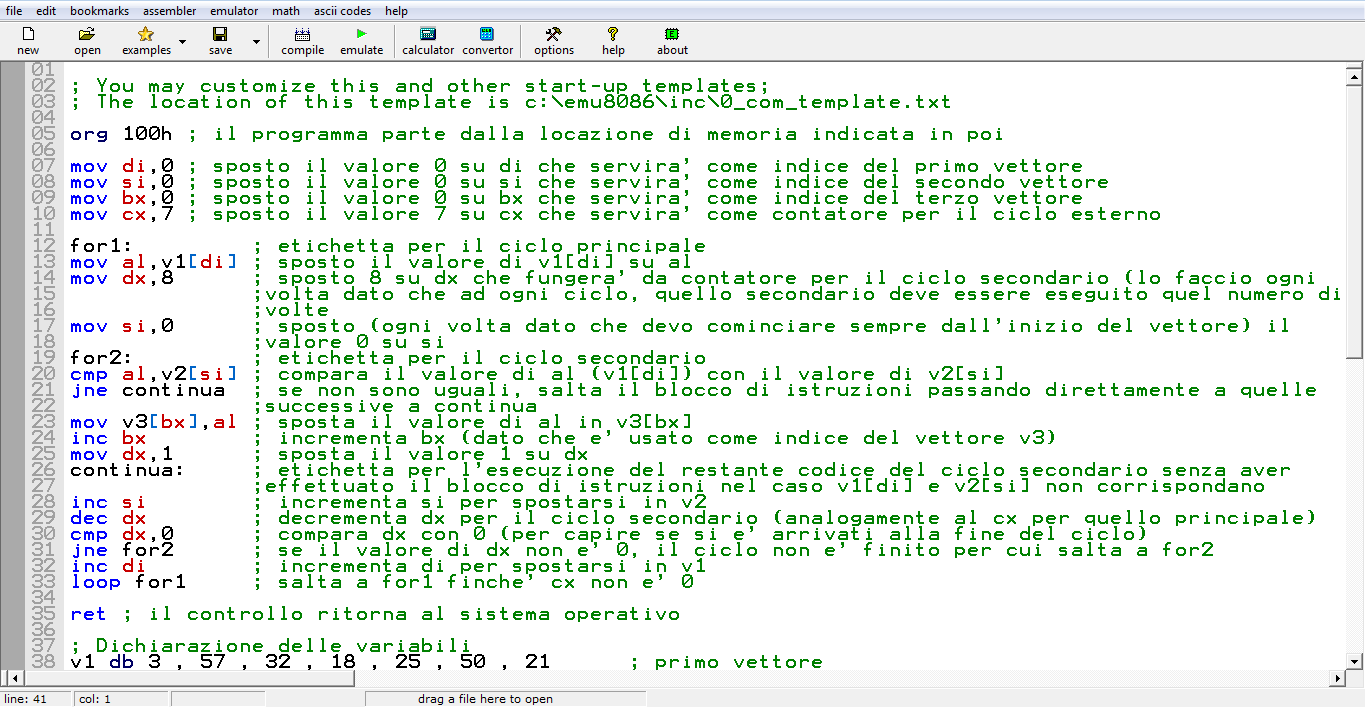 file edit bookmarks assembler emulator math ascii codes help
new open examples save compile emulate calculator convertor options help about
01
02 ; You may customize this and other start-up templates;
03 ; The location of this template is c:\emu8086\inc\0_com_template.txt
04
05 org 100h ; il programma parte dalla locazione di memoria indicata in poi
06
07 mov di,0 ; sposto il valore 0 su di che servira' come indice del primo vettore
08 mov si,0 ; sposto il valore 0 su si che servira' come indice del secondo vettore
09 mov bx,0 ; sposto il valore 0 su bx che servira' come indice del terzo vettore
10 mov cx,7 ; sposto il valore 7 su cx che servira' come contatore per il ciclo esterno
11
12 for1: ; etichetta per il ciclo principale
13 mov al,v1[di] ; sposto il valore di v1[di] su al
14 mov dx,8 ; sposto 8 su dx che fungera' da contatore per il ciclo secondario (lo faccio ogni
15 ;volta dato che ad ogni ciclo, quello secondario deve essere eseguito quel numero di
16 ;volte
17 mov si,0 ; sposto (ogni volta dato che devo cominciare sempre dall'inizio del vettore) il
18 ;valore 0 su si
19 for2: ; etichetta per il ciclo secondario
20 cmp al,v2[si] ; compara il valore di al (v1[di]) con il valore di v2[si]
21 jne continua ; se non sono uguali, salta il blocco di istruzioni passando direttamente a quelle
22 ;successive a continua
23 mov v3[bx],al ; sposta il valore di al in v3[bx]
24 inc bx ; incrementa bx (dato che e' usato come indice del vettore v3)
25 mov dx,1 ; sposta il valore 1 su dx
26 continua: ; etichetta per l'esecuzione del restante codice del ciclo secondario senza aver
27 ;effettuato il blocco di istruzioni nel caso v1[di] e v2[si] non corrispondano
28 inc si ; incrementa si per spostarsi in v2
29 dec dx ; decrementa dx per il ciclo secondario (analogamente al cx per quello principale)
30 cmp dx,0 ; compara dx con 0 (per capire se si e' arrivati alla fine del ciclo)
31 jne for2 ; se il valore di dx non e' 0, il ciclo non e' finito per cui salta a for2
32 inc di ; incrementa di per spostarsi in v1
33 loop for1 ; salta a for1 finche' cx non e' 0
34
35 ret ; il controllo ritorna al sistema operativo
36
37 ; Dichiarazione delle variabili
38 v1 db 3 , 57 , 32 , 18 , 25 , 50 , 21 ; primo vettore
line: 41 col: 1 drag a file here to open